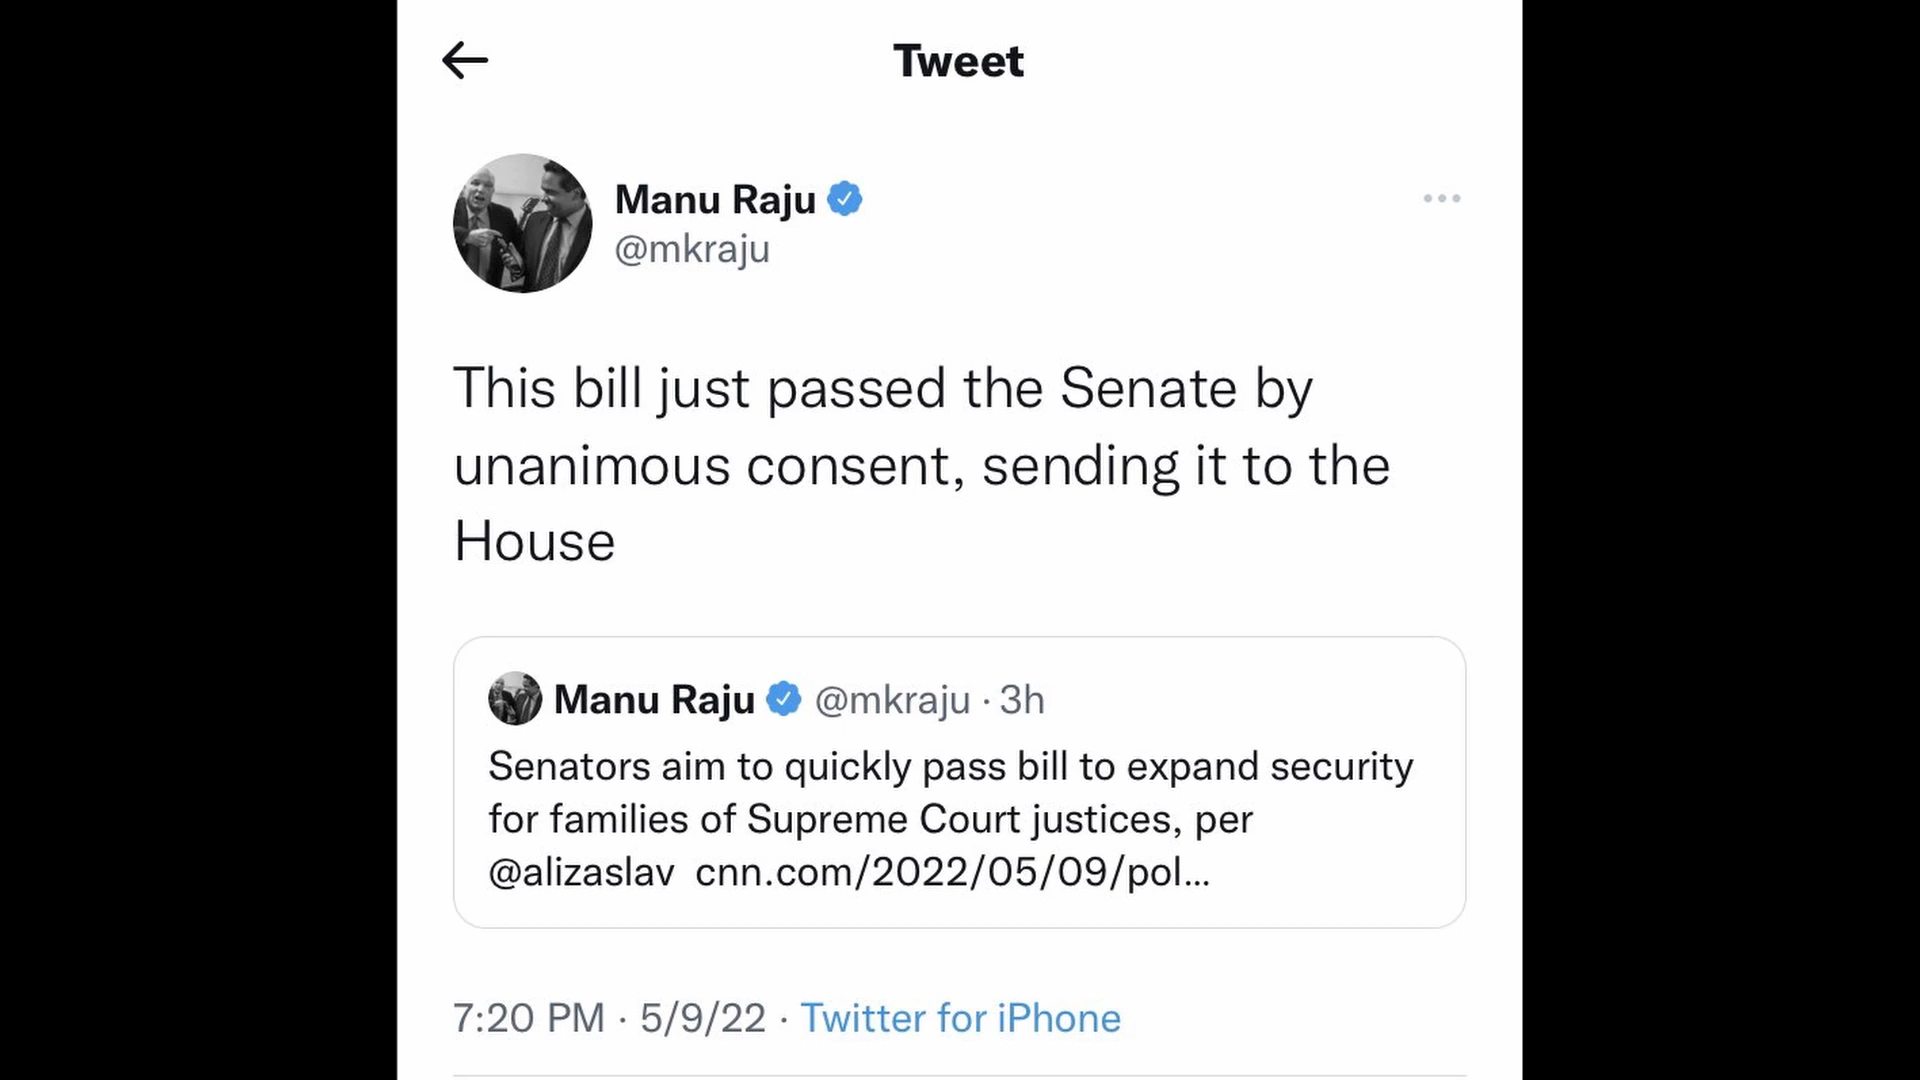 Tweet
Manu Raju
@mkraju
This bill just passed the Senate by
unanimous consent, sending it to the
House
Manu Raju @mkraju · 3h
Senators aim to quickly pass bill to expand security
for families of Supreme Court justices, per
@alizaslav cnn.com/2022/05/09/pol...
7:20 PM · 5/9/22 · Twitter for iPhone